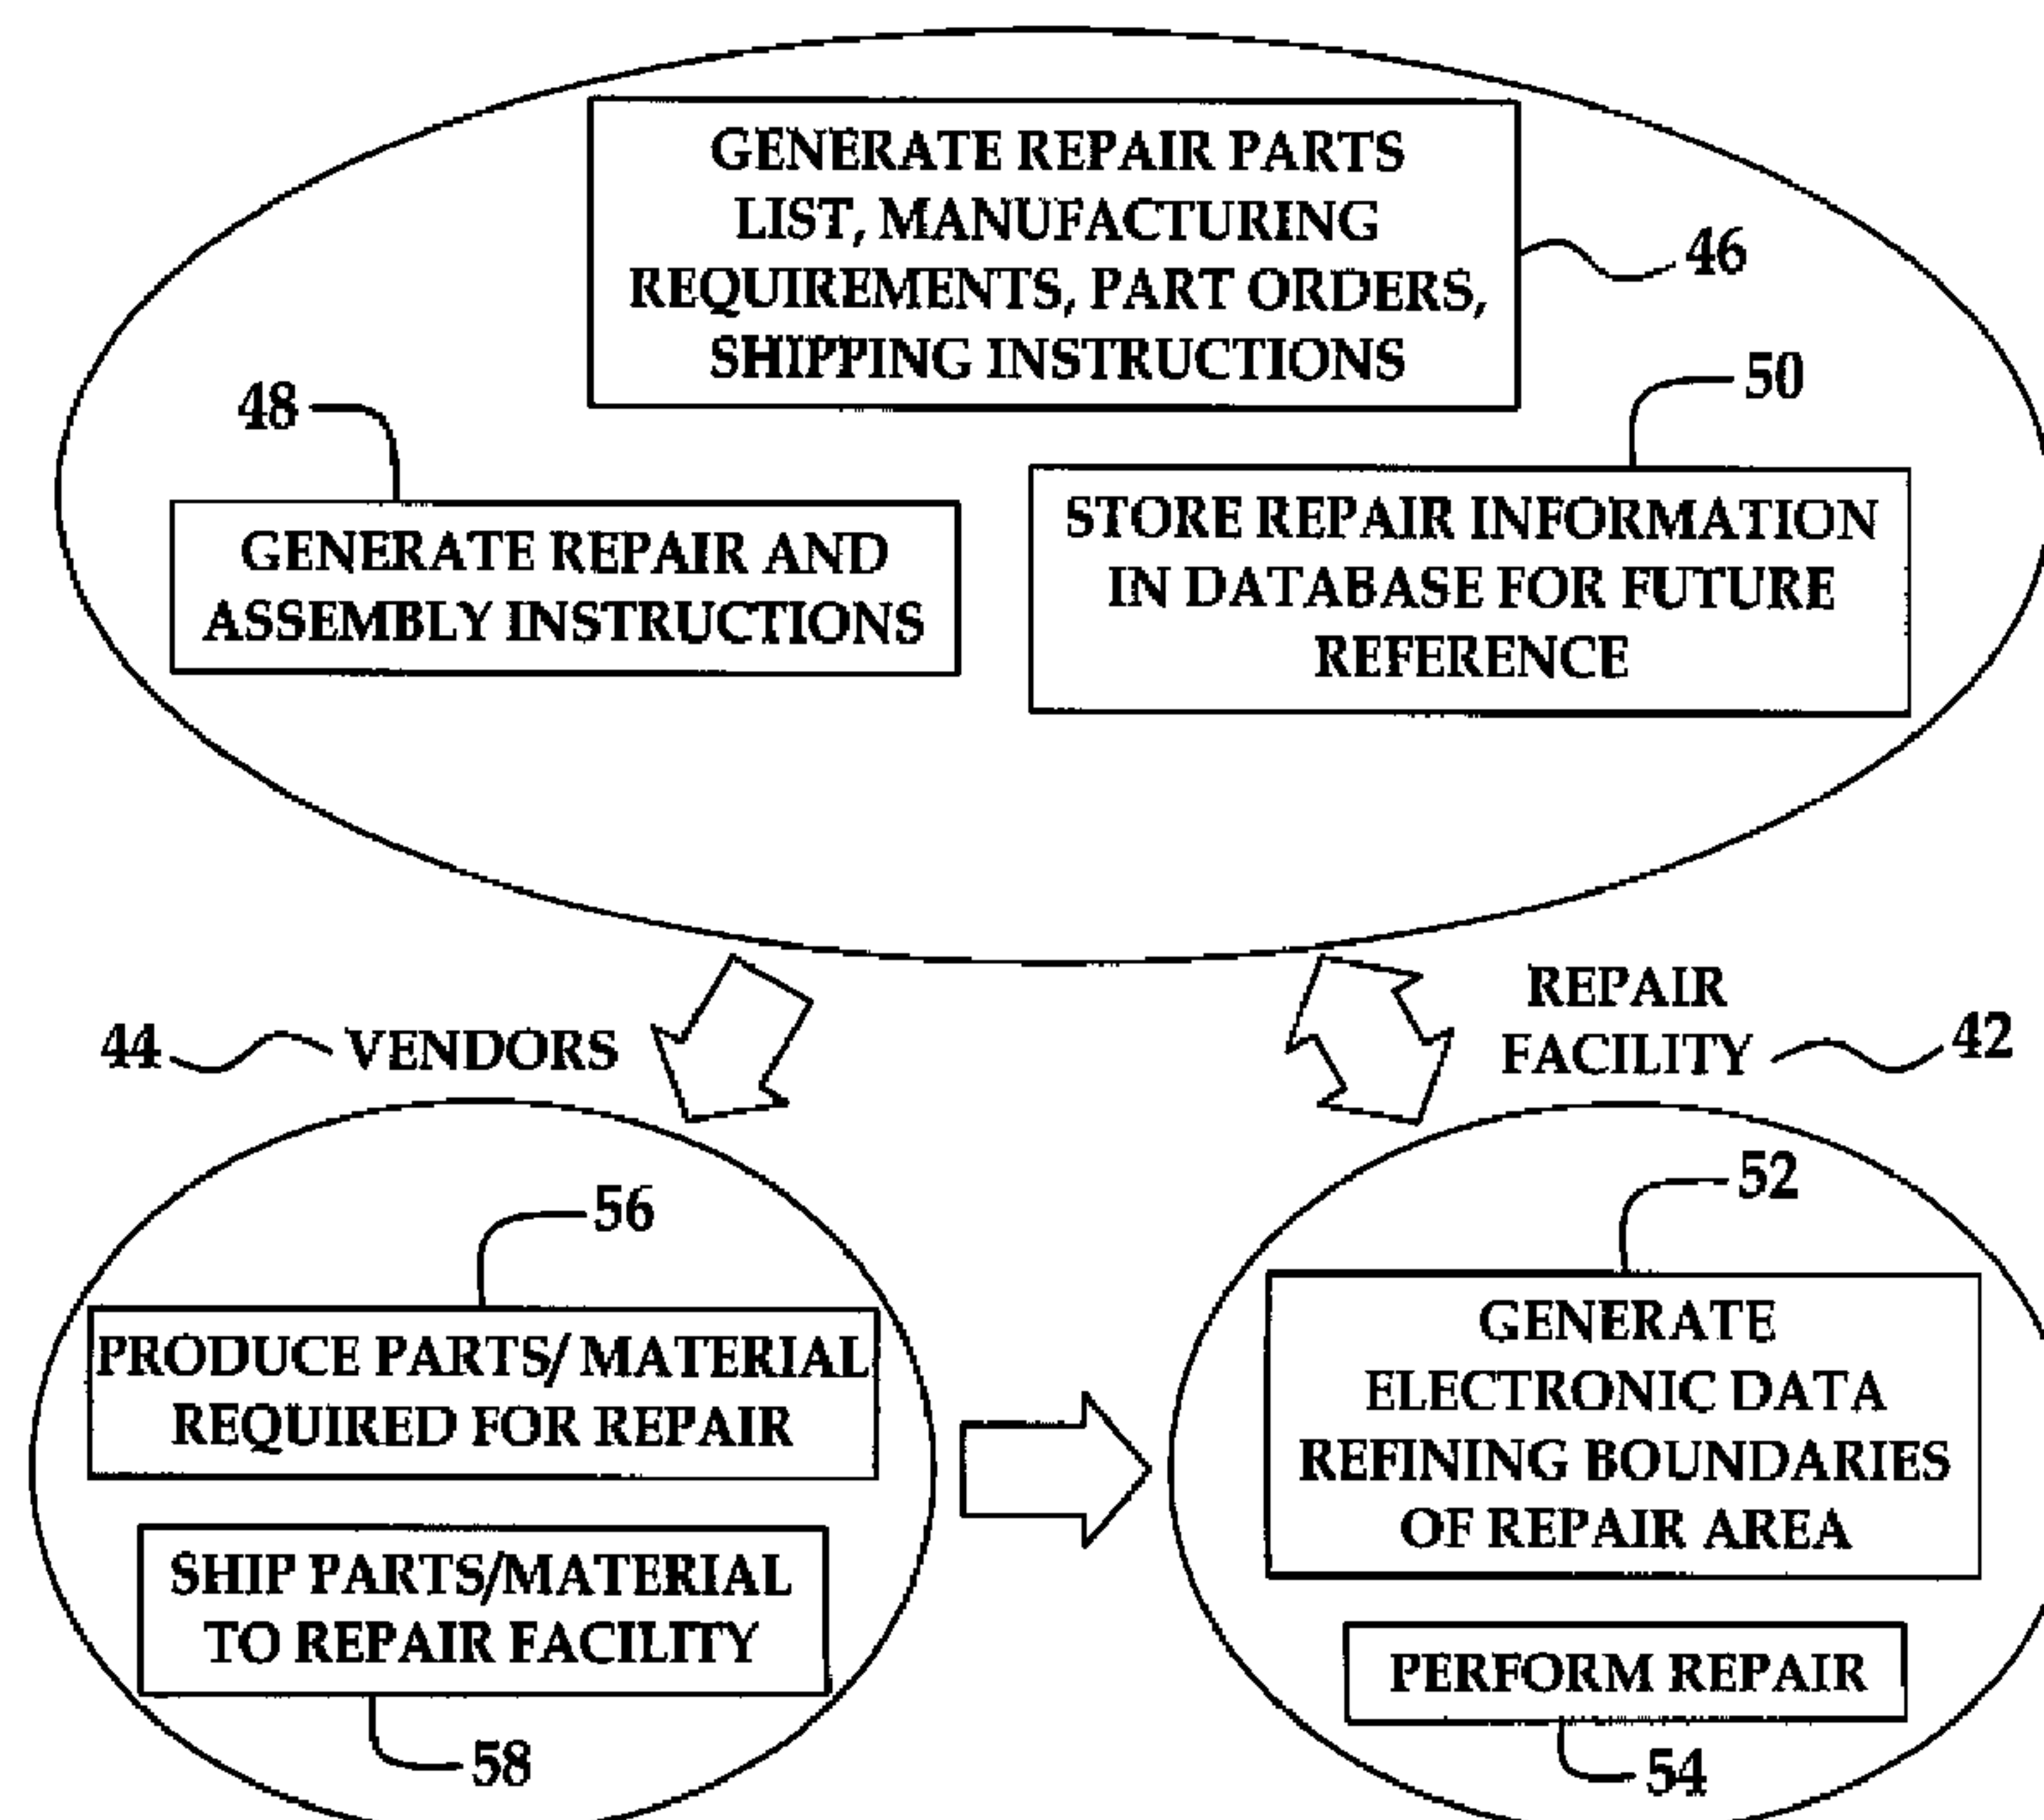 GENERATE REPAIR PARTS
LIST, MANUFACTURING
REQUIREMENTS, PART ORDERS,
SHIPPING INSTRUCTIONS
46
48
GENERATE REPAIR AND
ASSEMBLY INSTRUCTIONS
50
STORE REPAIR INFORMATION
IN DATABASE FOR FUTURE
REFERENCE
44
VENDORS
REPAIR
FACILITY
42
56
PRODUCE PARTS/ MATERIAL
REQUIRED FOR REPAIR
SHIP PARTS/MATERIAL
TO REPAIR FACILITY
58
52
GENERATE
ELECTRONIC DATA
REFINING BOUNDARIES
OF REPAIR AREA
PERFORM REPAIR
54